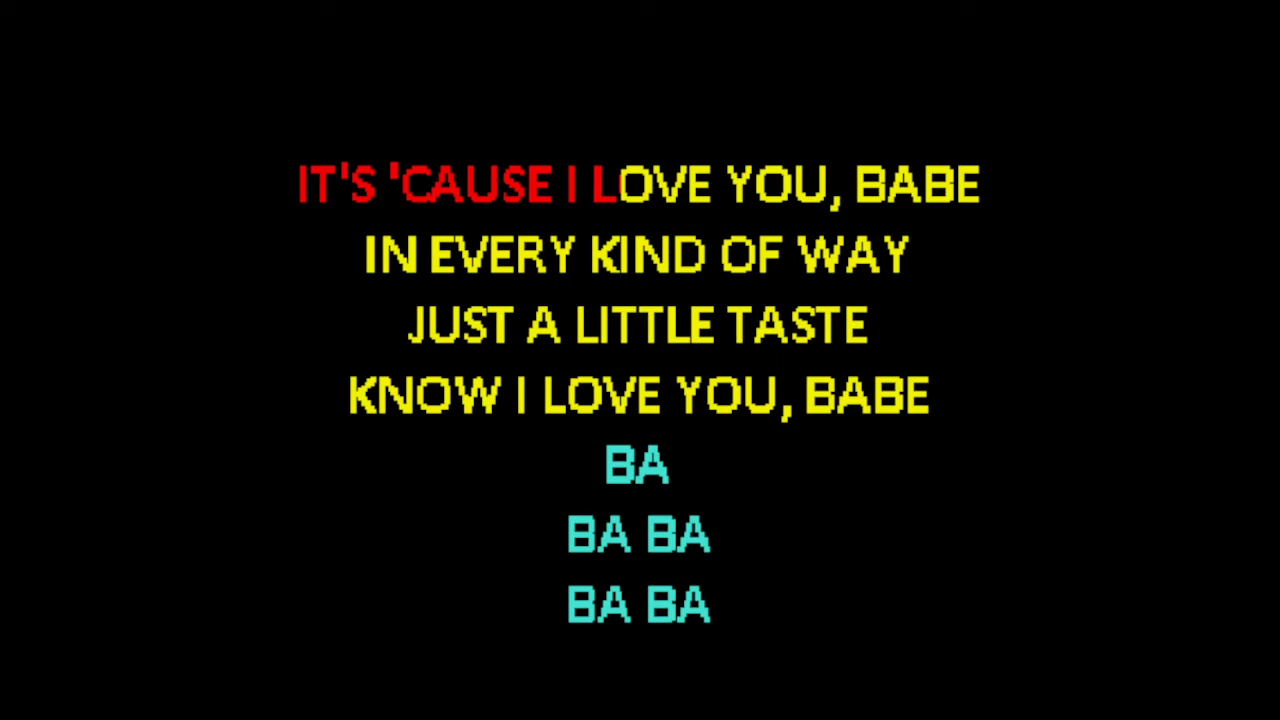 IT'S 'CAUSE I LOVE YOU, BABE
IN EVERY KIND OF WAY
JUST A LITTLE TASTE
KNOW I LOVE YOU, BABE
BA
BA BA
BA BA